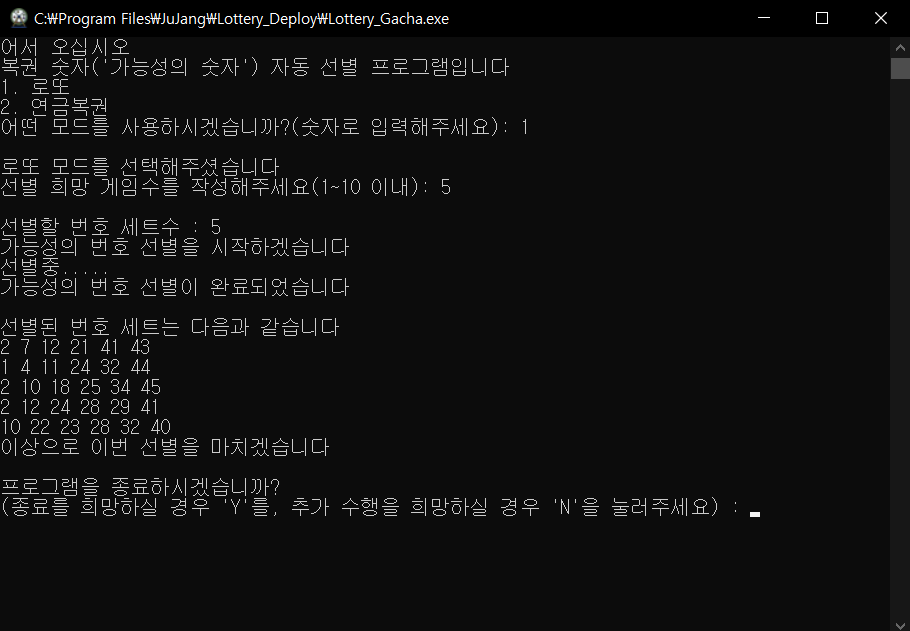 C:₩Program Files₩JuJang₩Lottery_Deploy₩Lottery_Gacha.exe
어서 오십시오
복권 숫자('가능성의 숫자') 자동 선별 프로그램입니다
1. 로또
2. 연금복권
어떤 모드를 사용하시겠습니까?(숫자로 입력해주세요): 1
로또 모드를 선택해주셨습니다
선별 희망 게임수를 작성해주세요(1~10 이내): 5
선별할 번호 세트수 : 5
가능성의 번호 선별을 시작하겠습니다
선별중.....
가능성의 번호 선별이 완료되었습니다
선별된 번호 세트는 다음과 같습니다
2 7 12 21 41 43
1 4 11 24 32 44
2 10 18 25 34 45
2 12 24 28 29 41
10 22 23 28 32 40
이상으로 이번 선별을 마치겠습니다
프로그램을 종료하시겠습니까?
(종료를 희망하실 경우 'Y'를, 추가 수행을 희망하실 경우 'N'을 눌러주세요) :